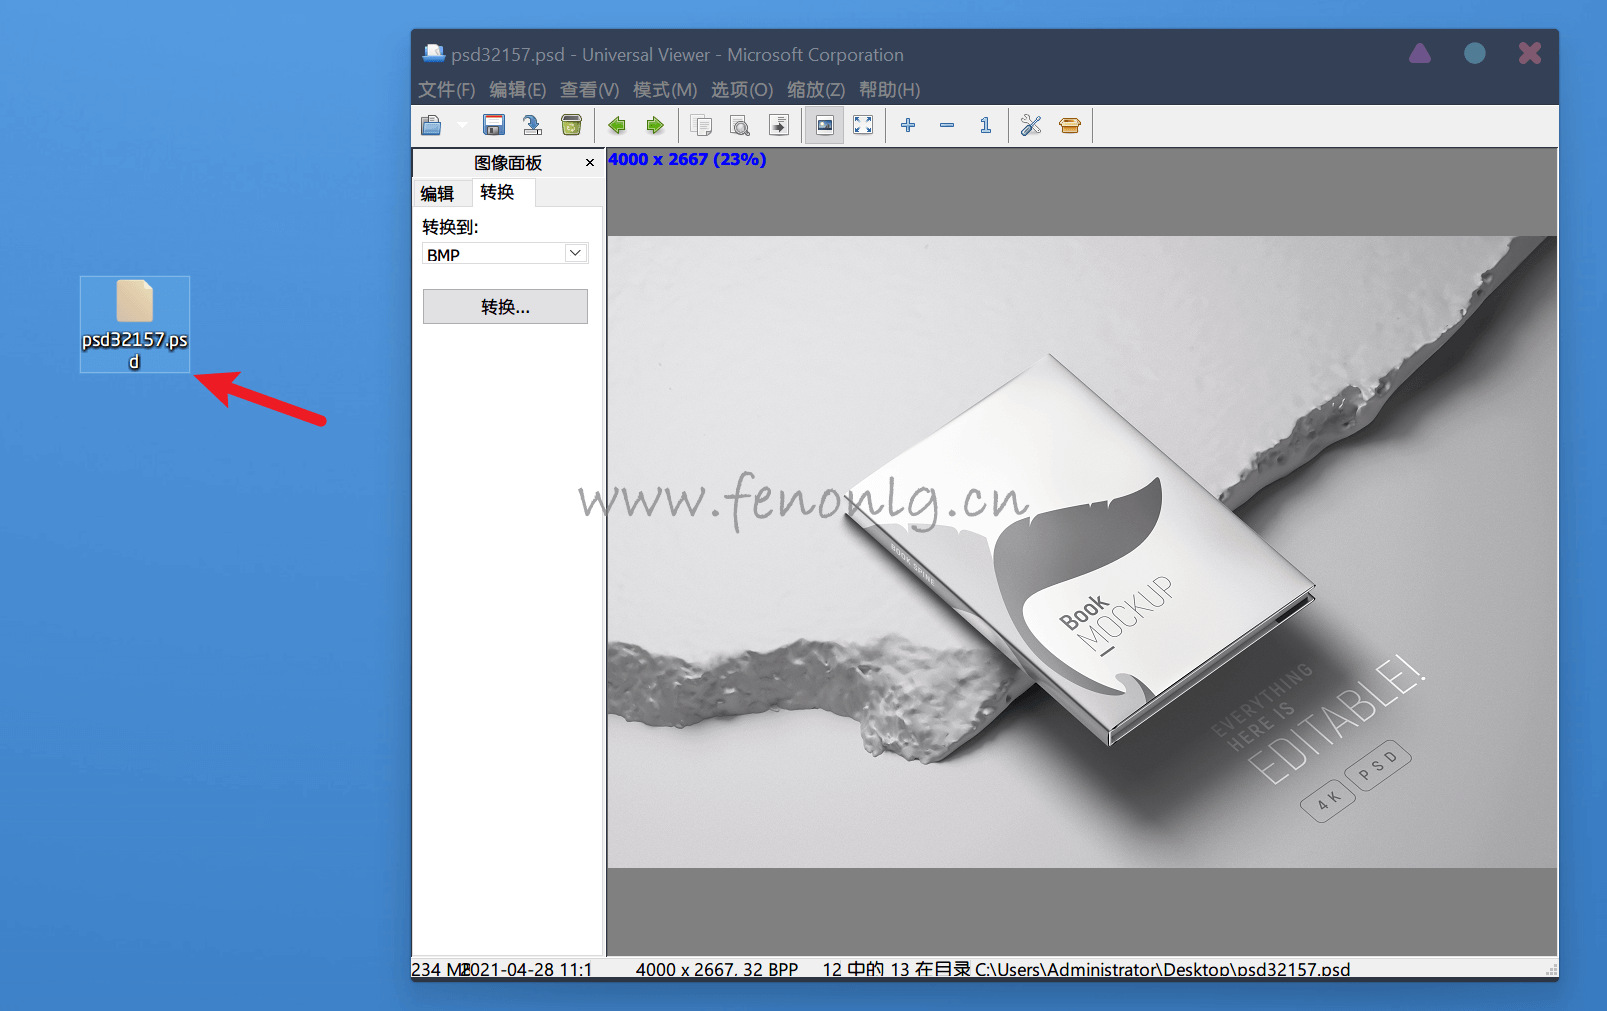 psd32157.ps
d
psd32157.psd - Universal Viewer - Microsoft Corporation
文件(F) 编辑(E) 查看(V) 模式(M) 选项(O) 缩放(Z) 帮助(H)
1
图像面板 ×
4000 x 2667 (23%)
编辑 转换
转换到:
BMP
转换...
www.fenonlg.cn
BOOK SPINE
Book
MOCKUP
EVERYTHING
HERE IS
EDITABLE!
4K PSD
234 MB 2021-04-28 11:1 4000 x 2667, 32 BPP 12 中的 13 在目录 C:\Users\Administrator\Desktop\psd32157.psd